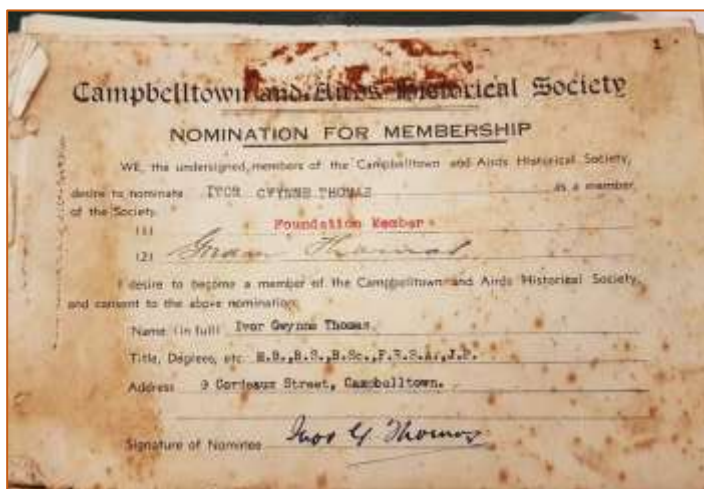 1
Campbelltown and Airds Historical Society
NOMINATION FOR MEMBERSHIP
WE, the undersigned, members of the Campbelltown and Airds Historical Society,
desire to nominate IVOR GWYNNE THOMAS as a member
of the Society.
(1) Foundation Member
(2) Thomas
I desire to become a member of the Campbelltown and Airds Historical Society,
and consent to the above nomination:
Name (in full) Ivor Gwynne Thomas.
Title, Degrees, etc. M.B.,B.S.,B.Sc.,F.R.S.A.,J.P.
Address 9 Cordeaux Street, Campbelltown.
Signature of Nominee Ivor G Thomas